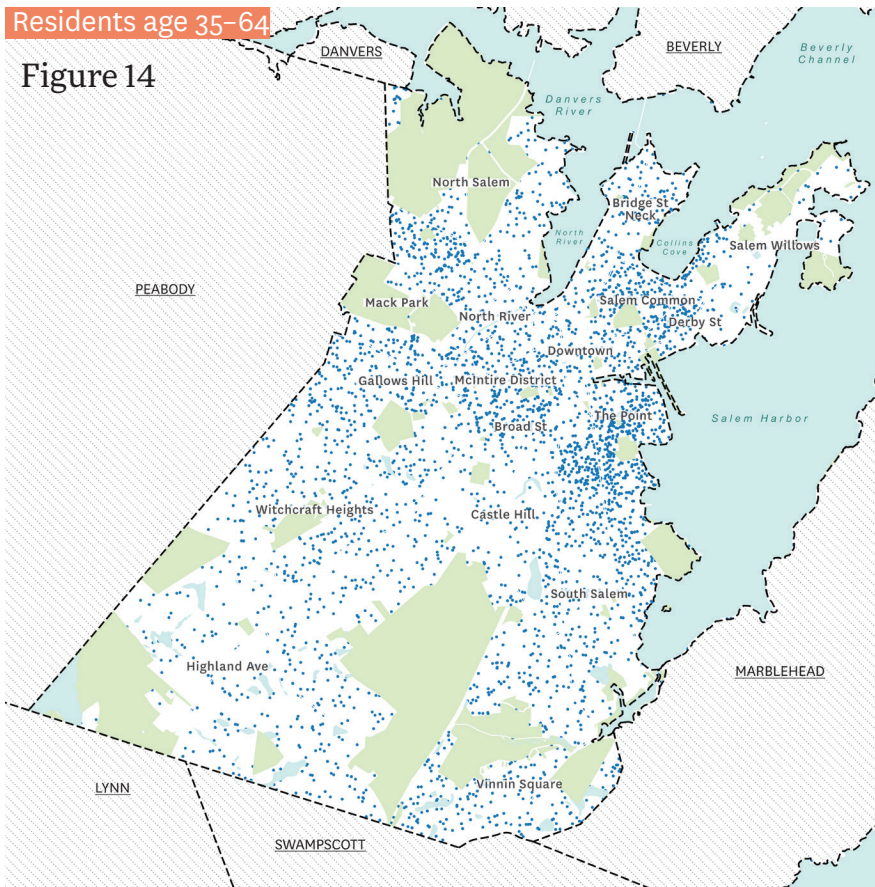 Residents age 35–64
Figure 14
DANVERS
BEVERLY
Beverly
Channel
Danvers
River
North Salem
Bridge St
Neck
North
River
Collins
Cove
Salem Willows
PEABODY
Mack Park
North River
Salem Common
Derby St
Downtown
Gallows Hill
McIntire District
The Point
Broad St
Salem Harbor
Witchcraft Heights
Castle Hill
South Salem
Highland Ave
MARBLEHEAD
Vinnin Square
LYNN
SWAMPSCOTT